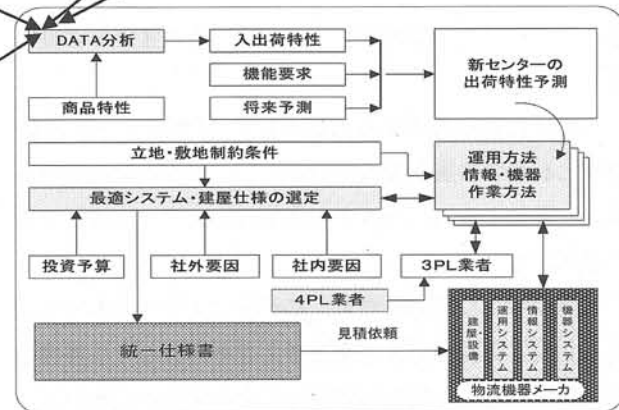 DATA分析
入出荷特性
機能要求
将来予測
商品特性
新センターの
出荷特性予測
立地・敷地制約条件
運用方法
情報・機器
作業方法
最適システム・建屋仕様の選定
投資予算
社外要因
社内要因
3PL業者
4PL業者
統一仕様書
見積依頼
建屋・設備
運用システム
情報システム
機器システム
物流機器メーカ